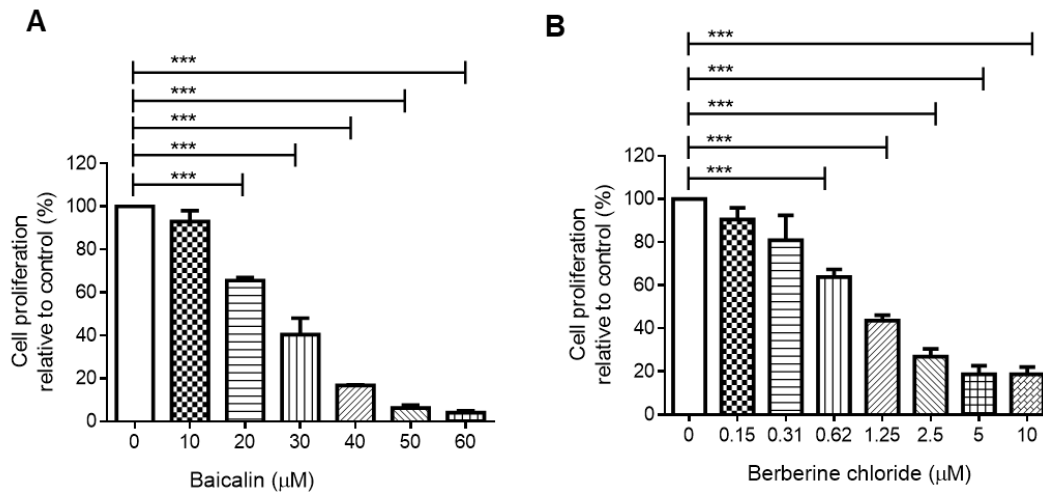 A
***
***
***
***
***
Cell proliferation
relative to control (%)
120
100
80
60
40
20
0
0 10 20 30 40 50 60
Baicalin (μM)
B
***
***
***
***
***
Cell proliferation
relative to control (%)
120
100
80
60
40
20
0
0 0.15 0.31 0.62 1.25 2.5 5 10
Berberine chloride (μM)